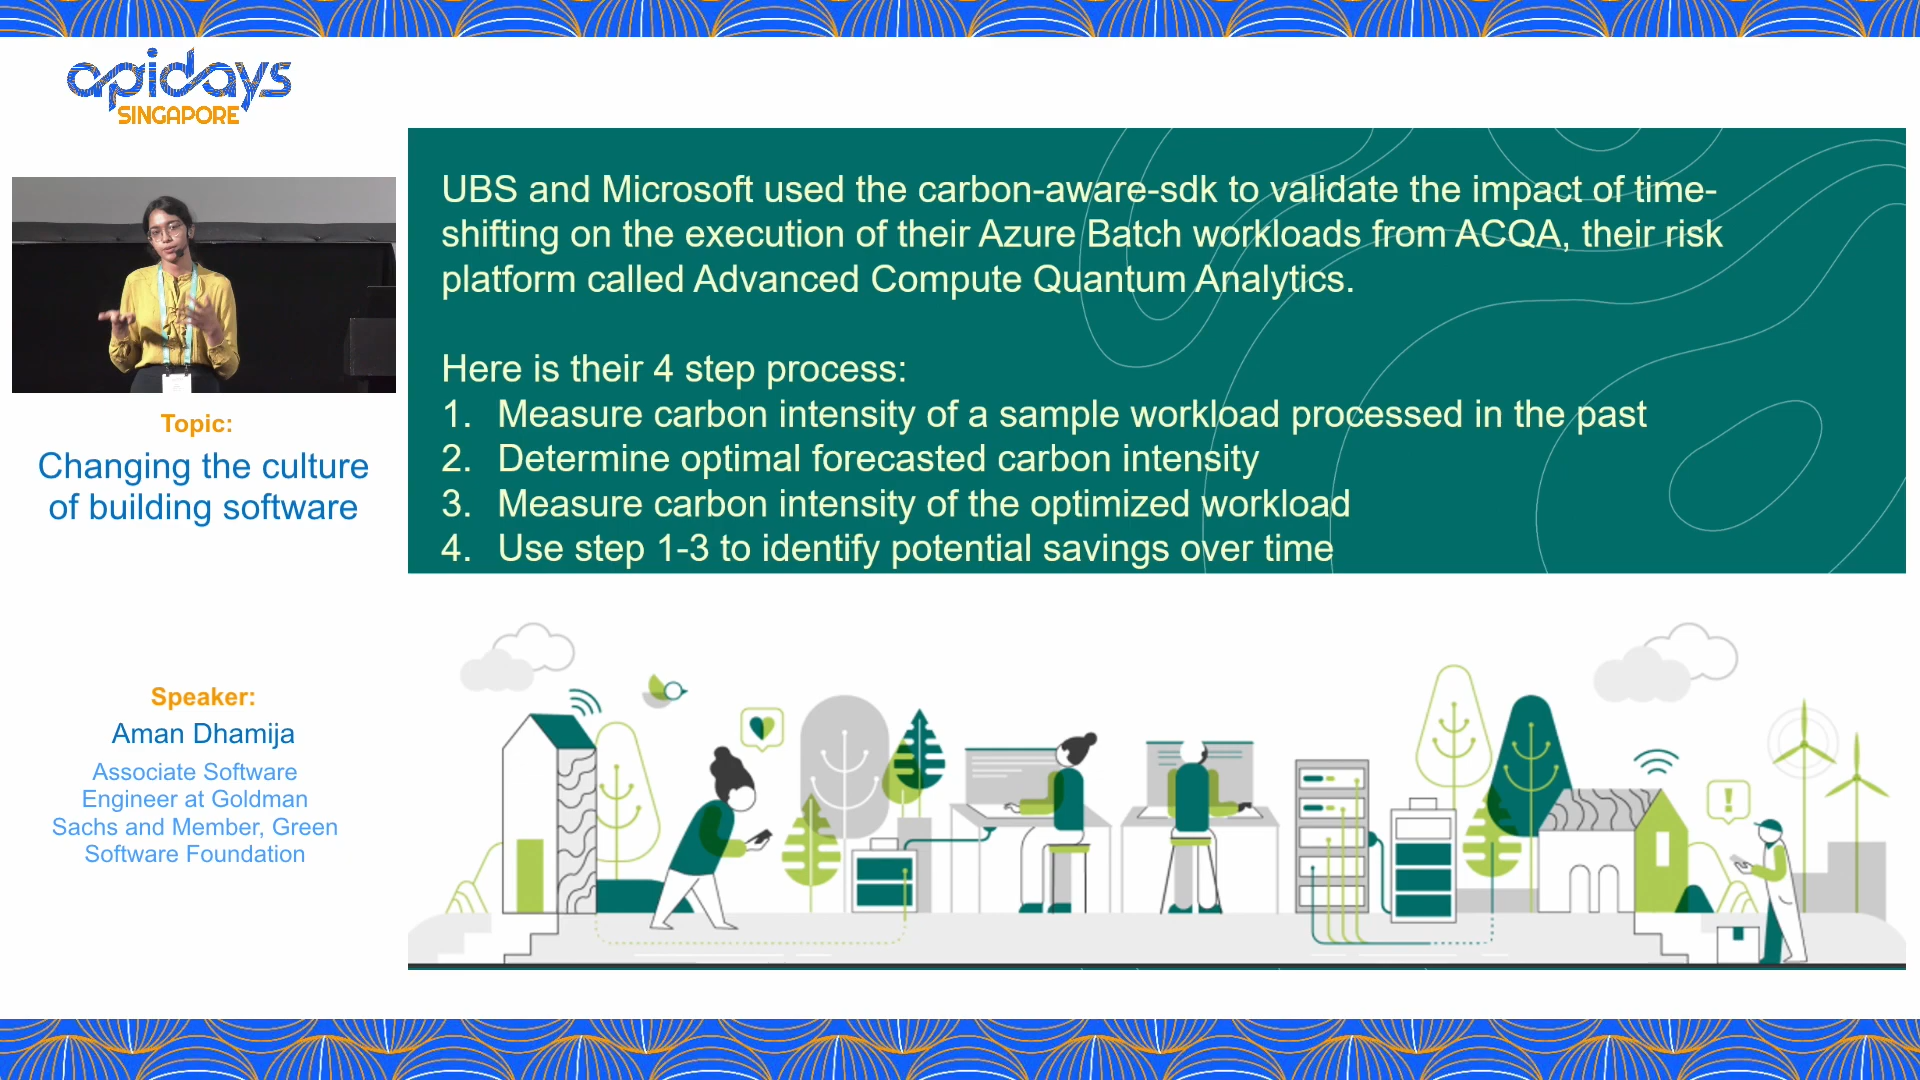 apidays
SINGAPORE
UBS and Microsoft used the carbon-aware-sdk to validate the impact of time-
shifting on the execution of their Azure Batch workloads from ACQA, their risk
platform called Advanced Compute Quantum Analytics.
Here is their 4 step process:
1. Measure carbon intensity of a sample workload processed in the past
2. Determine optimal forecasted carbon intensity
3. Measure carbon intensity of the optimized workload
4. Use step 1-3 to identify potential savings over time
Topic:
Changing the culture
of building software
Speaker:
Aman Dhamija
Associate Software
Engineer at Goldman
Sachs and Member, Green
Software Foundation
!